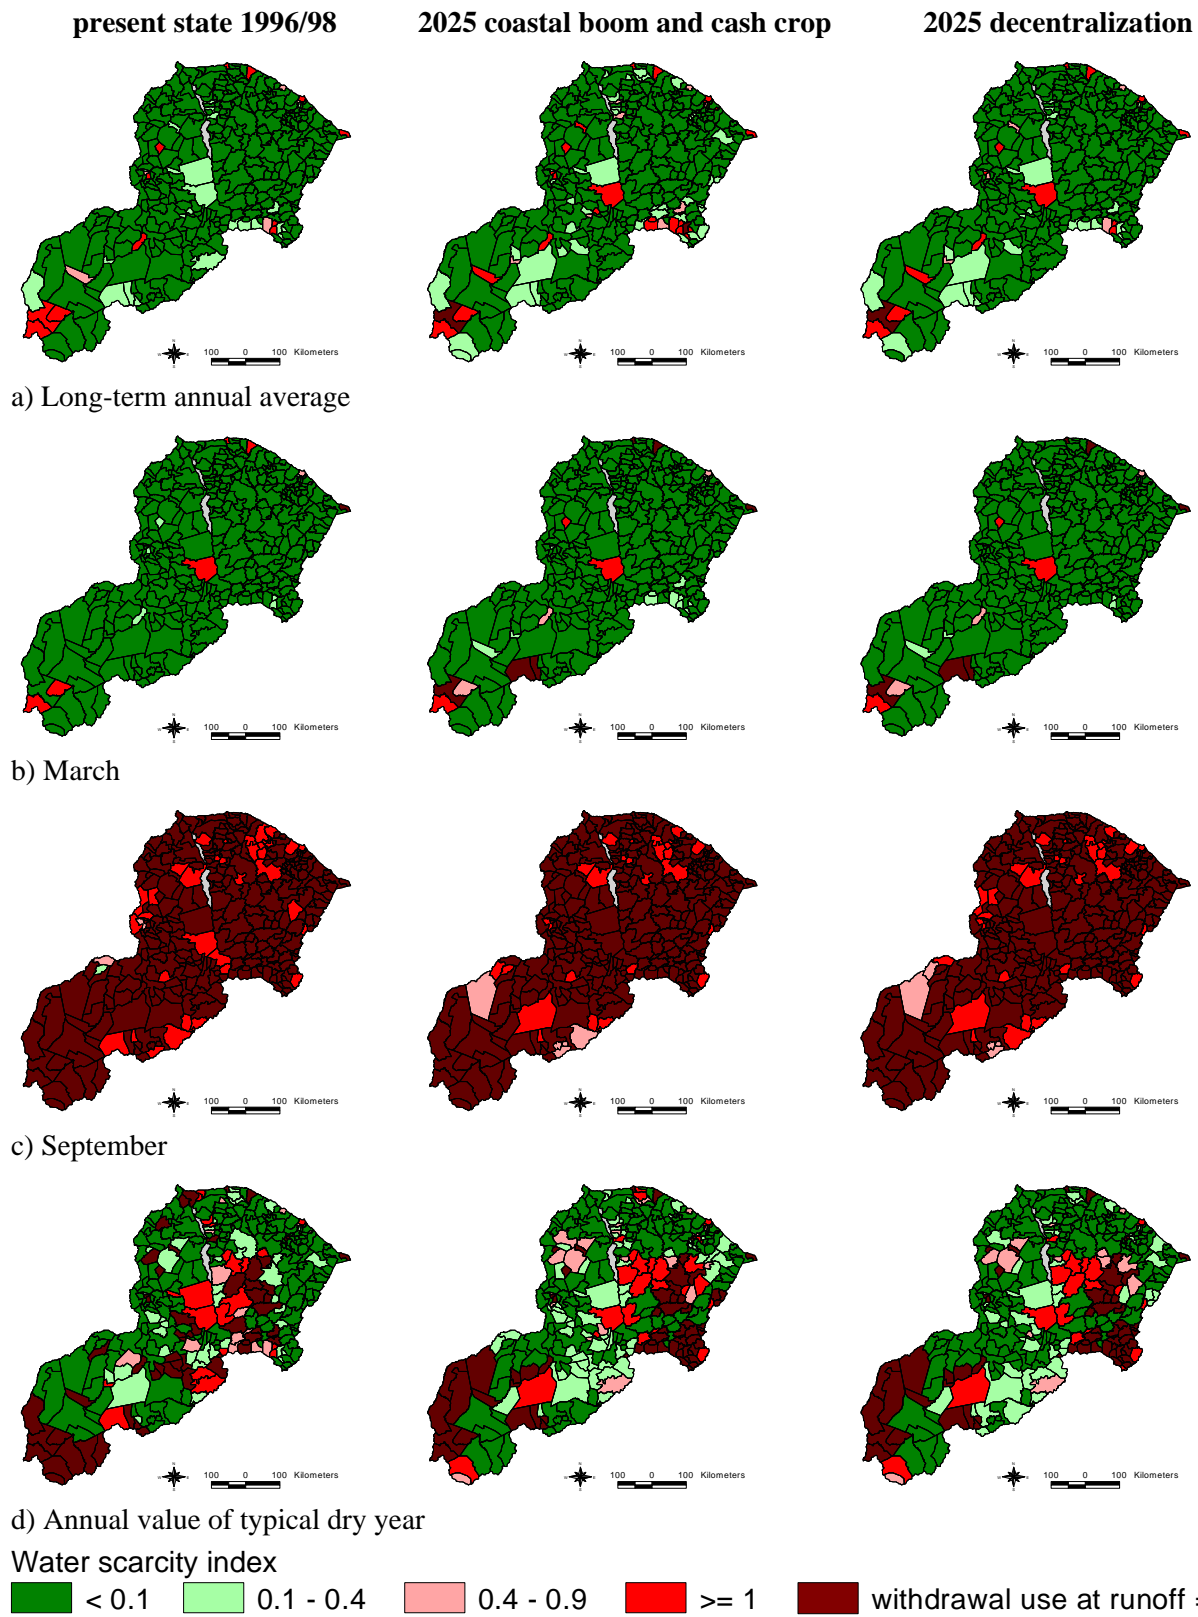 present state 1996/98 2025 coastal boom and cash crop 2025 decentralization
100 0 100 Kilometers 100 0 100 Kilometers 100 0 100 Kilometers
a) Long-term annual average
100 0 100 Kilometers 100 0 100 Kilometers 100 0 100 Kilometers
b) March
100 0 100 Kilometers 100 0 100 Kilometers 100 0 100 Kilometers
c) September
100 0 100 Kilometers 100 0 100 Kilometers 100 0 100 Kilometers
d) Annual value of typical dry year
Water scarcity index
< 0.1 0.1 - 0.4 0.4 - 0.9 >= 1 withdrawal use at runoff